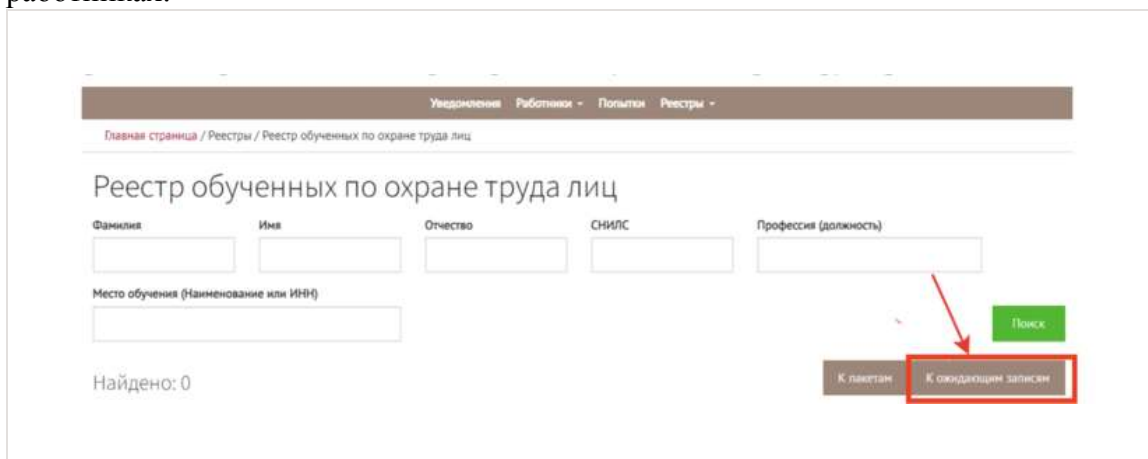 Уведомления Работники Попытки Реестры
Главная страница / Реестры / Реестр обученных по охране труда лиц
Реестр обученных по охране труда лиц
Фамилия Имя Отчество СНИЛС Профессия (должность)
Место обучения (Наименование или ИНН)
Поиск
Найдено: 0 К пакетам К ожидающим записям